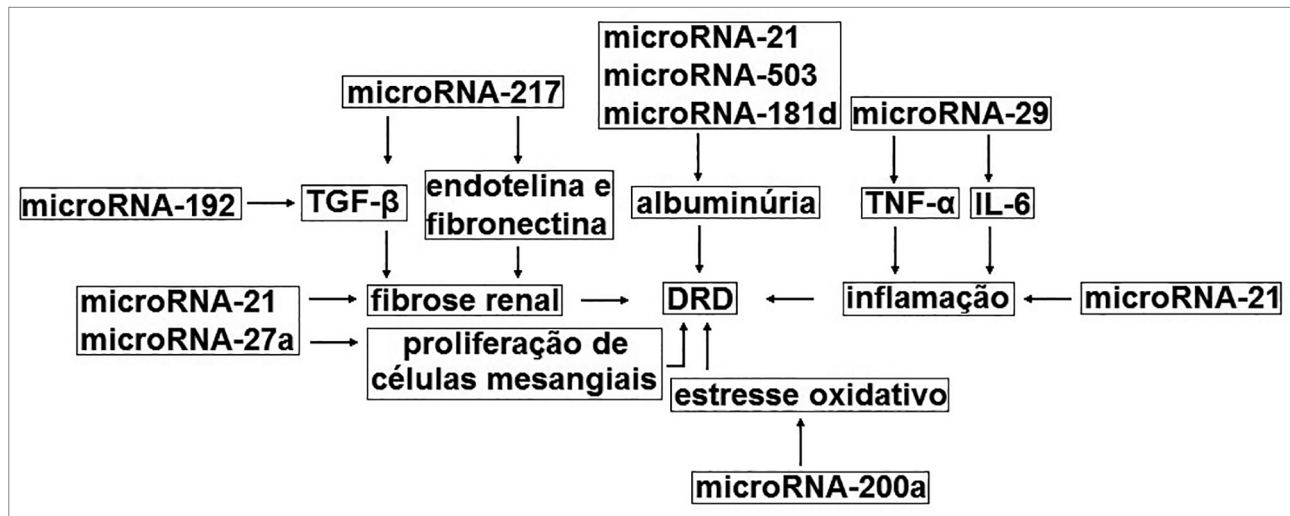 microRNA-21
microRNA-503
microRNA-181d
microRNA-217
microRNA-29
microRNA-192
TGF-β
endotelina e
fibronectina
albuminúria
TNF-α
IL-6
microRNA-21
microRNA-27a
fibrose renal
DRD
inflamação
microRNA-21
proliferação de
células mesangiais
estresse oxidativo
microRNA-200a